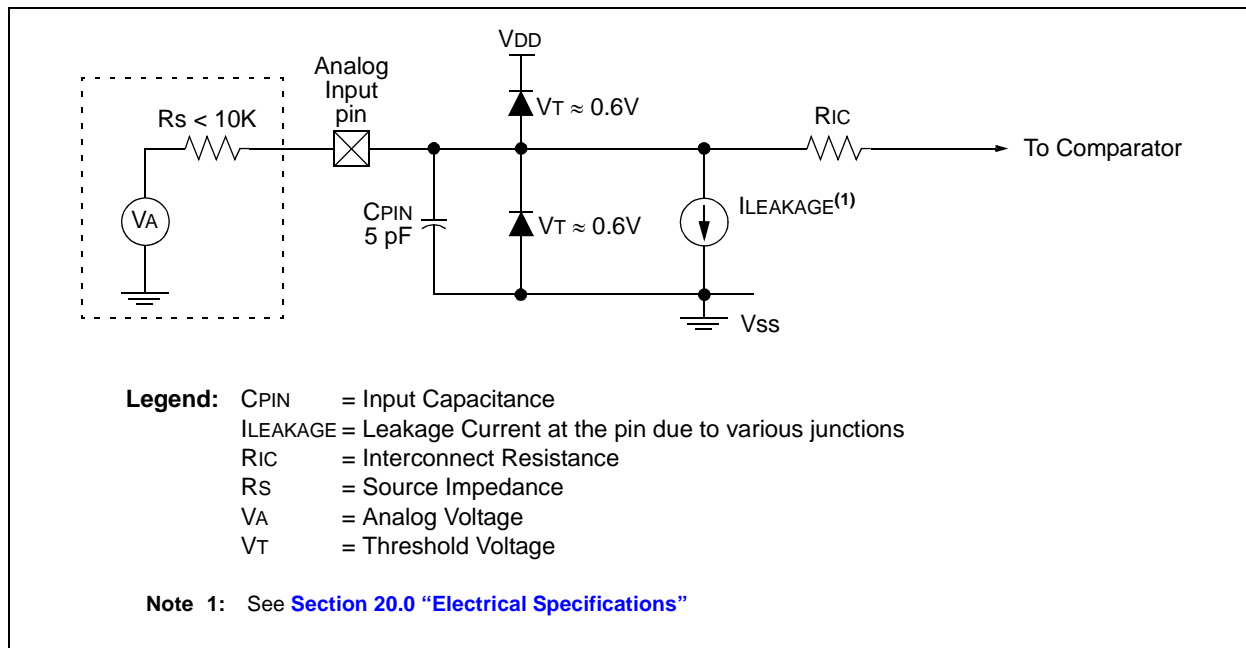 VDD
Analog
Input
pin
Rs < 10K
VT ≈ 0.6V
RIC
To Comparator
VA
CPIN
5 pF
VT ≈ 0.6V
ILEAKAGE(1)
Vss
Legend: CPIN = Input Capacitance
ILEAKAGE = Leakage Current at the pin due to various junctions
RIC = Interconnect Resistance
RS = Source Impedance
VA = Analog Voltage
VT = Threshold Voltage
Note 1: See Section 20.0 “Electrical Specifications”